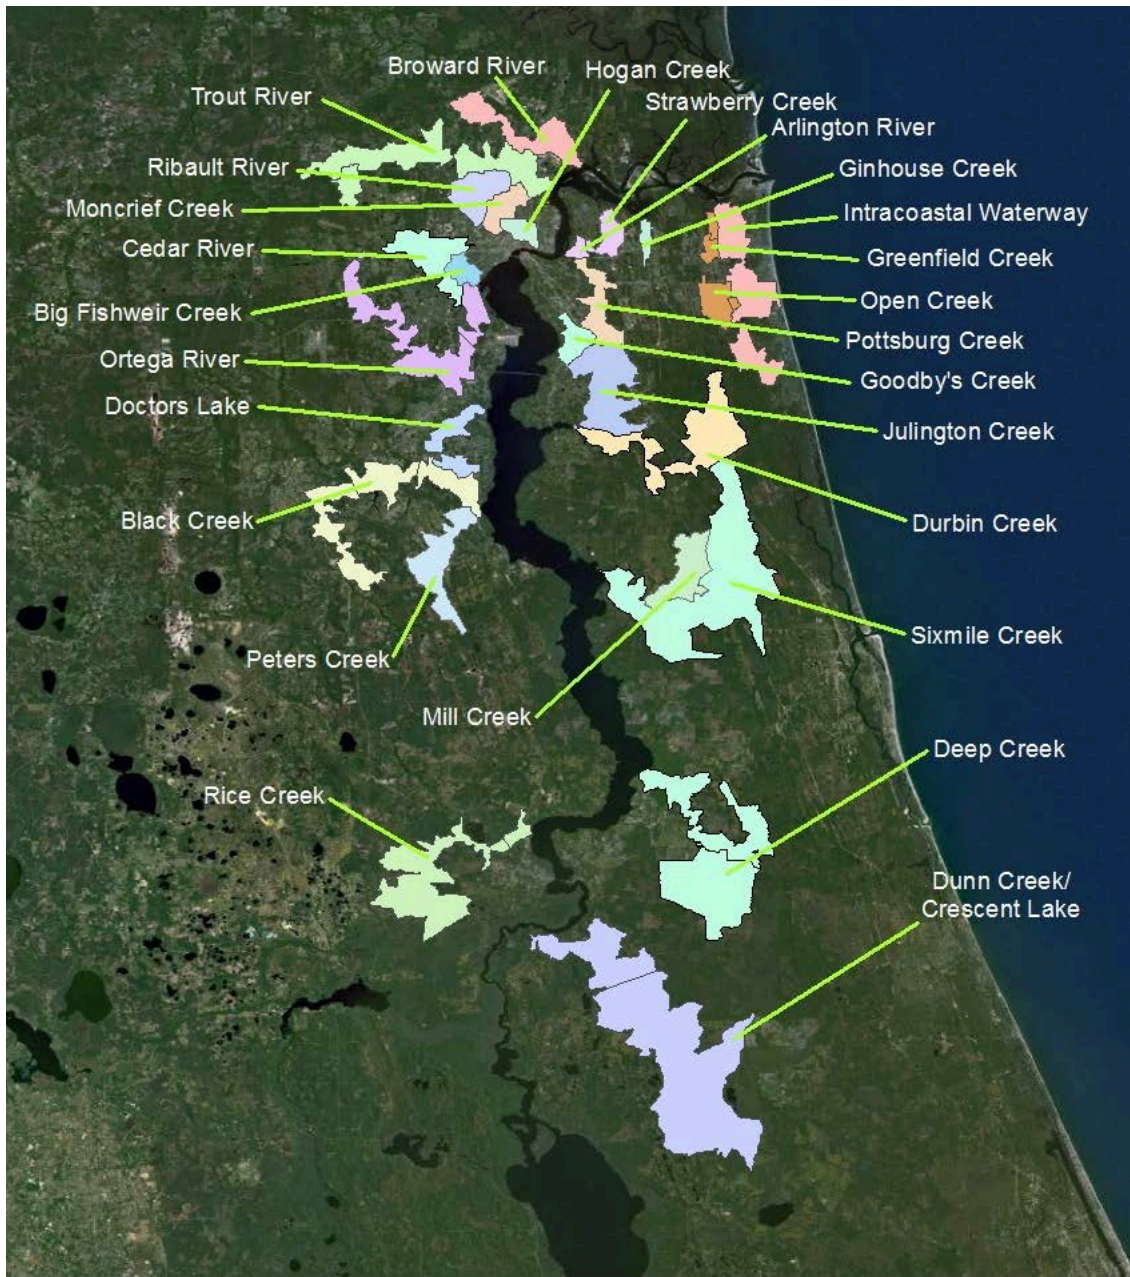 Broward River
Hogan Creek
Trout River
Strawberry Creek
Arlington River
Ribault River
Ginhouse Creek
Moncrief Creek
Intracoastal Waterway
Cedar River
Greenfield Creek
Open Creek
Big Fishweir Creek
Pottsburg Creek
Ortega River
Goodby's Creek
Doctors Lake
Julington Creek
Black Creek
Durbin Creek
Sixmile Creek
Peters Creek
Mill Creek
Deep Creek
Rice Creek
Dunn Creek/
Crescent Lake